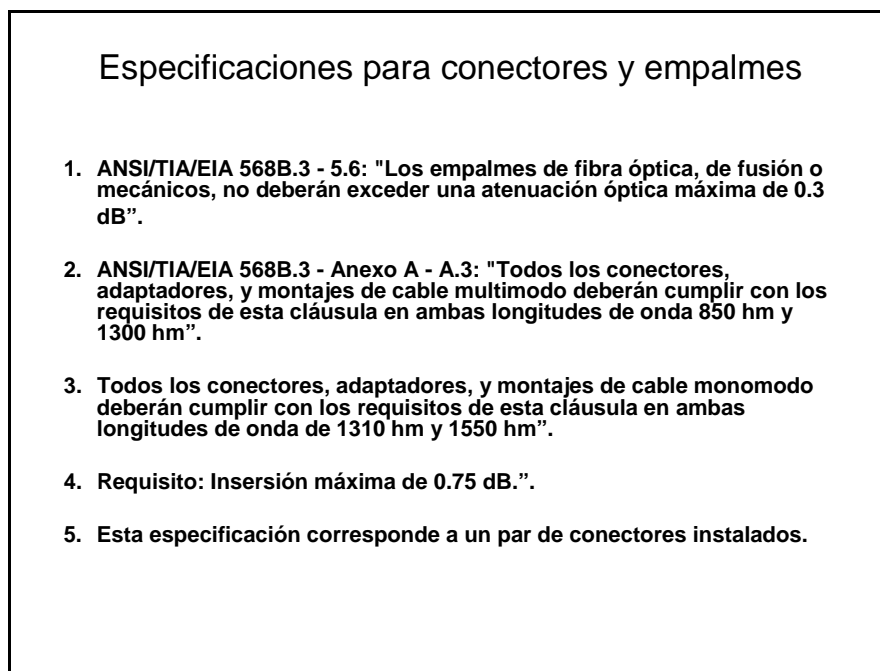 Especificaciones para conectores y empalmes
1. ANSI/TIA/EIA 568B.3 - 5.6: "Los empalmes de fibra óptica, de fusión o
mecánicos, no deberán exceder una atenuación óptica máxima de 0.3
dB”.
2. ANSI/TIA/EIA 568B.3 - Anexo A - A.3: "Todos los conectores,
adaptadores, y montajes de cable multimodo deberán cumplir con los
requisitos de esta cláusula en ambas longitudes de onda 850 hm y
1300 hm”.
3. Todos los conectores, adaptadores, y montajes de cable monomodo
deberán cumplir con los requisitos de esta cláusula en ambas
longitudes de onda de 1310 hm y 1550 hm”.
4. Requisito: Insersión máxima de 0.75 dB.”.
5. Esta especificación corresponde a un par de conectores instalados.